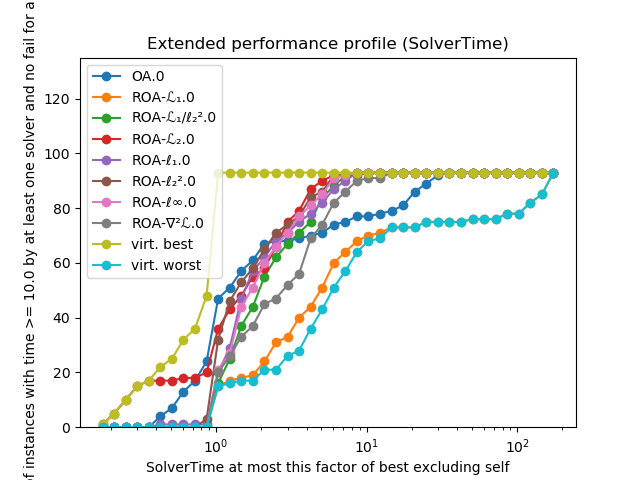 Extended performance profile (SolverTime)
of instances with time >= 10.0 by at least one solver and no fail for a
120
100
80
60
40
20
0
OA.0
ROA-ℒ₁.0
ROA-ℒ₁/ℓ₂².0
ROA-ℒ₂.0
ROA-ℓ₁.0
ROA-ℓ₂².0
ROA-ℓ∞.0
ROA-∇²ℒ.0
virt. best
virt. worst
10⁰
10¹
10²
SolverTime at most this factor of best excluding self